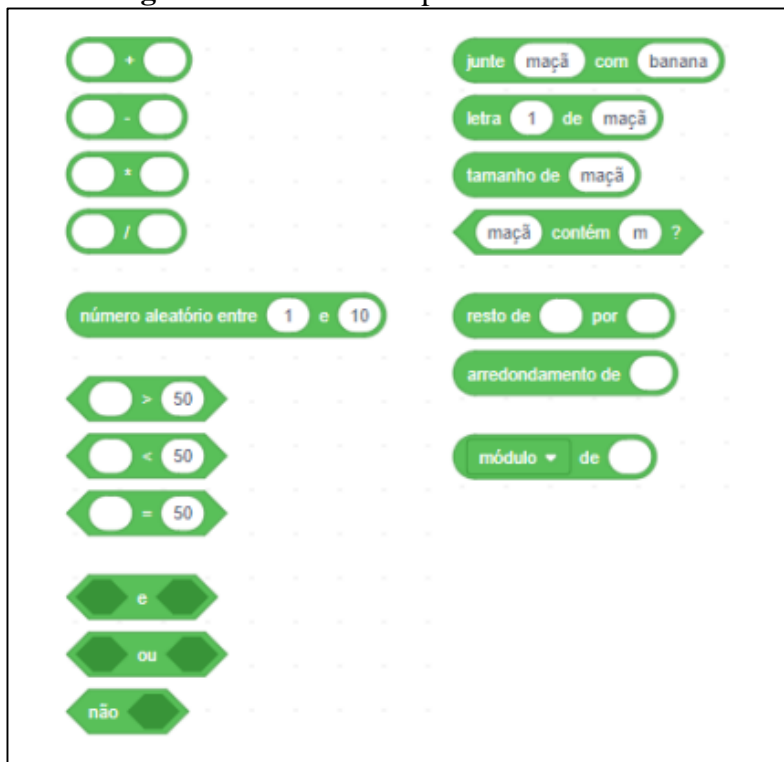 +
-
*
/
número aleatório entre 1 e 10
> 50
< 50
= 50
e
ou
não
junte maçã com banana
letra 1 de maçã
tamanho de maçã
maçã contém m ?
resto de por
arredondamento de
módulo de